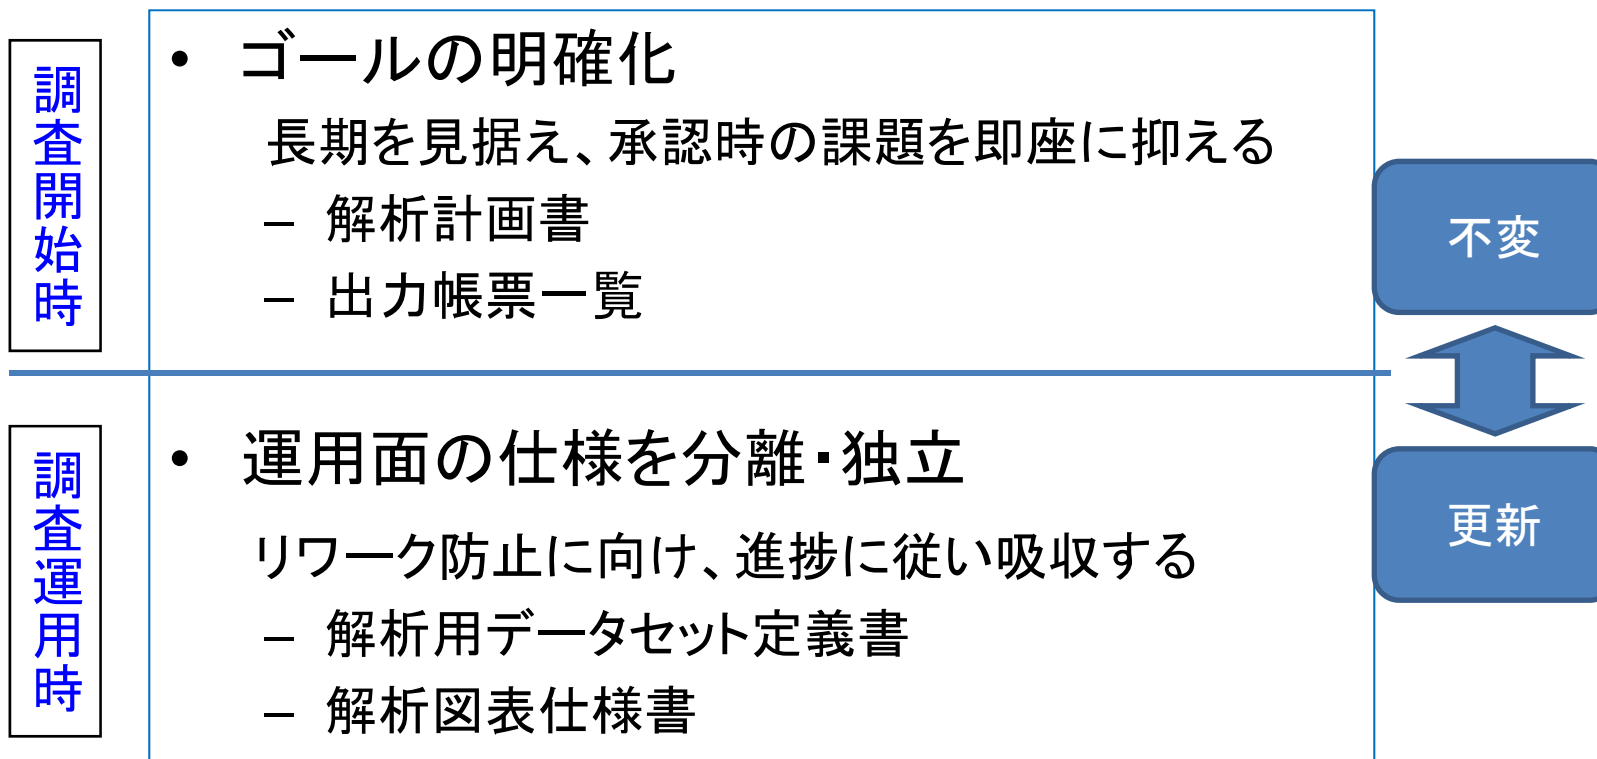 調査開始時
• ゴールの明確化
長期を見据え、承認時の課題を即座に抑える
– 解析計画書
– 出力帳票一覧
不変
調査運用時
• 運用面の仕様を分離・独立
リワーク防止に向け、進捗に従い吸収する
– 解析用データセット定義書
– 解析図表仕様書
更新